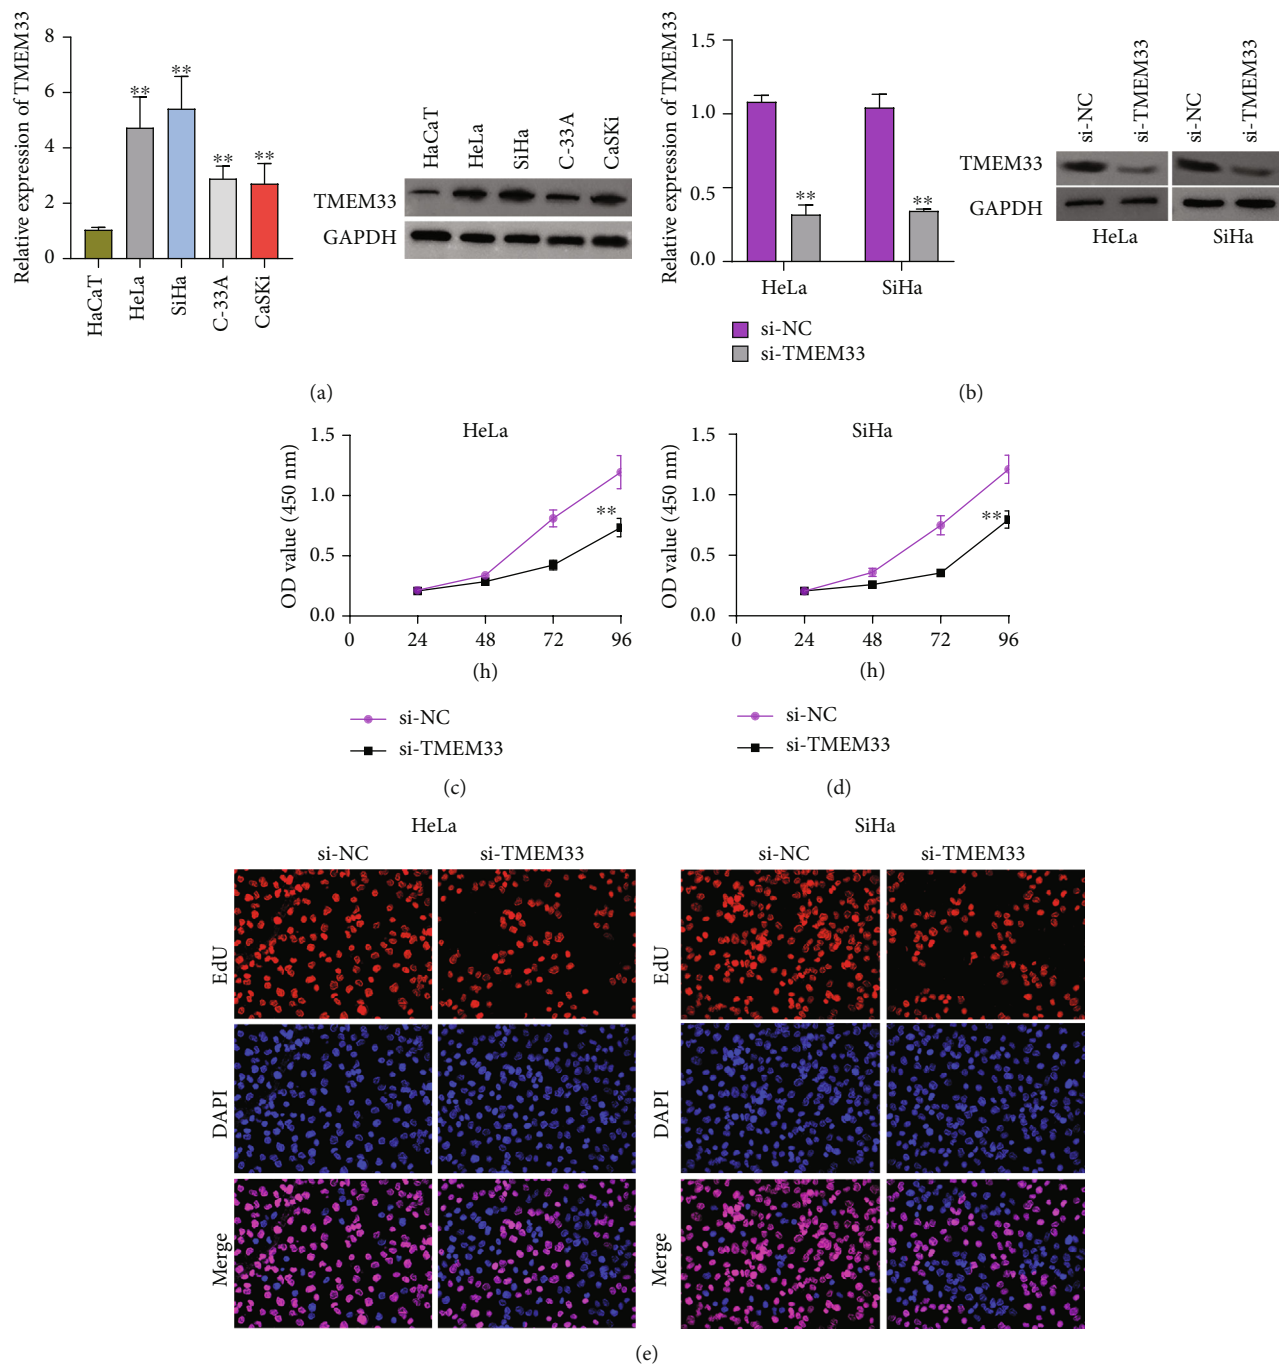 Relative expression of TMEM33
8
6
4
2
0
**
**
**
**
HaCaT
HeLa
SiHa
C-33A
CaSKi
HaCaT
HeLa
SiHa
C-33A
CaSKi
TMEM33
GAPDH
(a)
Relative expression of TMEM33
1.5
1.0
0.5
0.0
**
**
HeLa
SiHa
si-NC
si-TMEM33
si-NC
si-TMEM33
si-NC
si-TMEM33
TMEM33
GAPDH
HeLa
SiHa
(b)
HeLa
OD value (450 nm)
1.5
1.0
0.5
0.0
**
0 24 48 72 96
(h)
si-NC
si-TMEM33
(c)
SiHa
OD value (450 nm)
1.5
1.0
0.5
0.0
**
0 24 48 72 96
(h)
si-NC
si-TMEM33
(d)
HeLa
SiHa
si-NC
si-TMEM33
si-NC
si-TMEM33
EdU
DAPI
Merge
EdU
DAPI
Merge
(e)